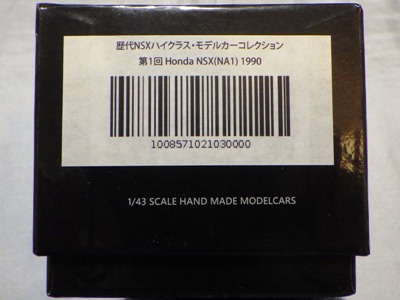 歴代NSXハイクラス・モデルカーコレクション
第1回 Honda NSX(NA1) 1990
1008571021030000
1/43 SCALE HAND MADE MODELCARS